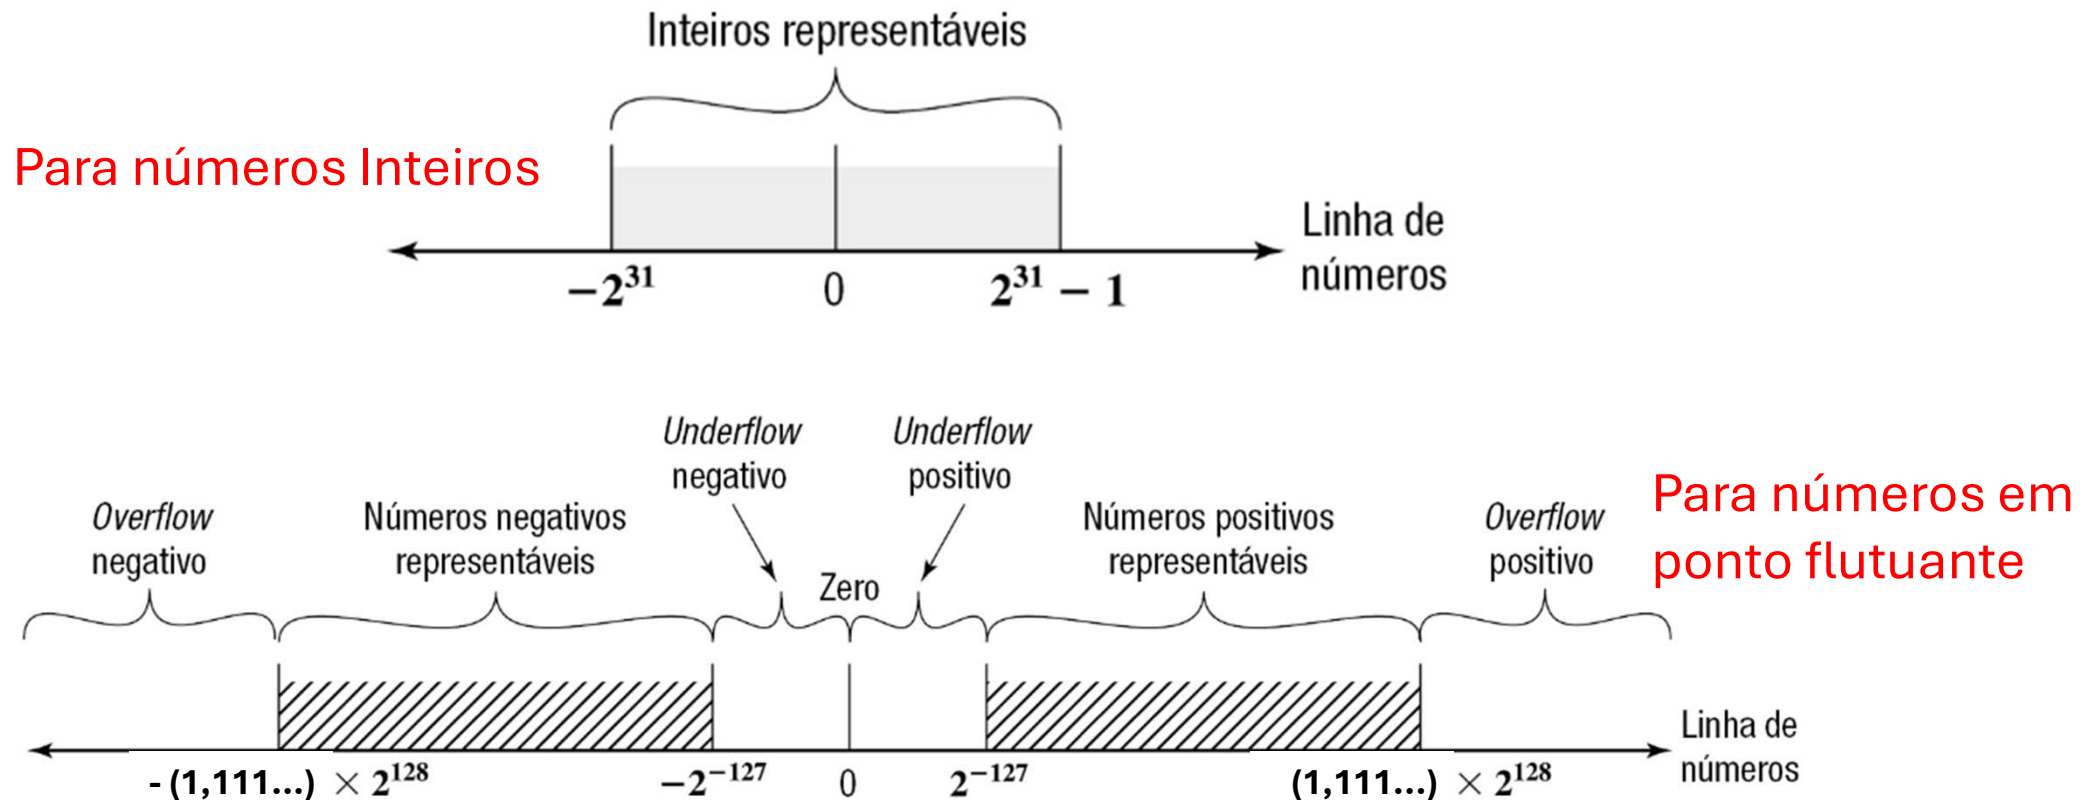 Inteiros representáveis
Para números Inteiros
Linha de
números
−2³¹
0
2³¹ − 1
Underflow
negativo
Underflow
positivo
Overflow
negativo
Números negativos
representáveis
Zero
Números positivos
representáveis
Overflow
positivo
Para números em
ponto flutuante
Linha de
números
- (1,111...) × 2¹²⁸
−2⁻¹²⁷
0
2⁻¹²⁷
(1,111...) × 2¹²⁸